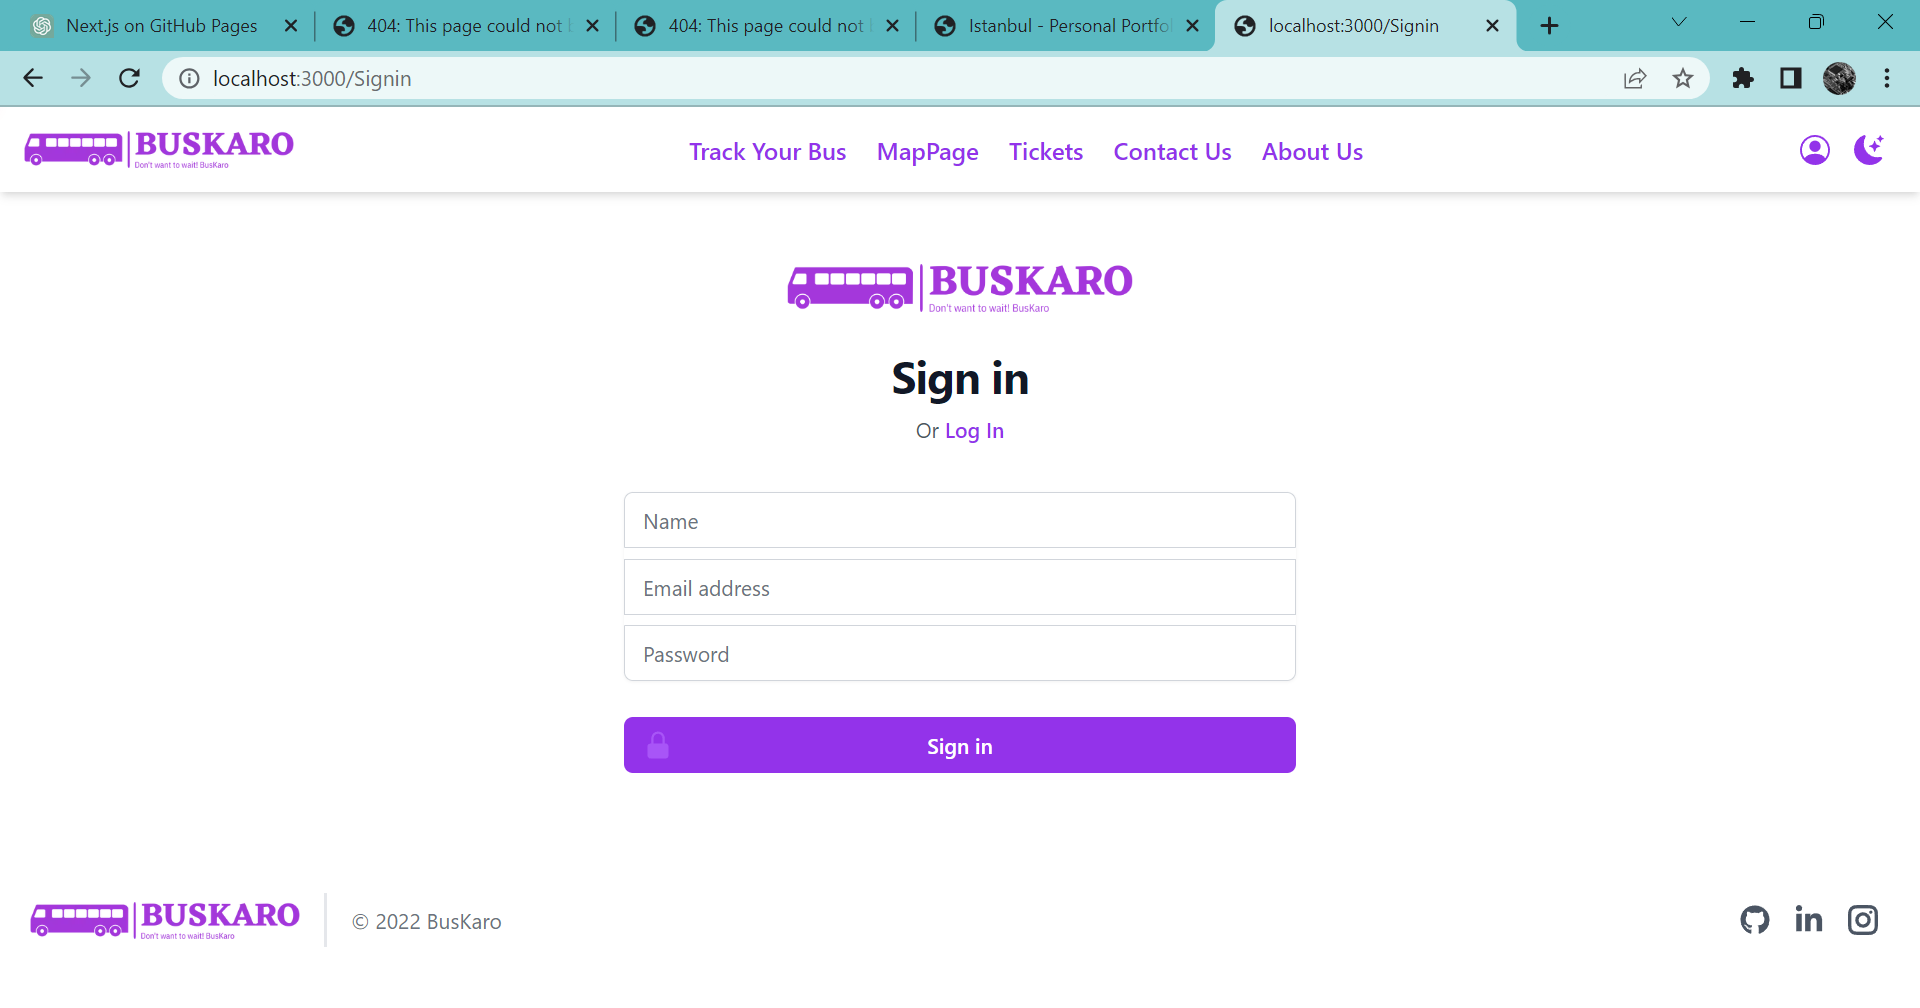 Next.js on GitHub Pages
404: This page could not
404: This page could not
Istanbul - Personal Portfol
localhost:3000/Signin
localhost:3000/Signin
BUSKARO
Don't want to wait! BusKaro
Track Your Bus
MapPage
Tickets
Contact Us
About Us
BUSKARO
Don't want to wait! BusKaro
Sign in
Or Log In
Name
Email address
Password
Sign in
BUSKARO
Don't want to wait! BusKaro
© 2022 BusKaro